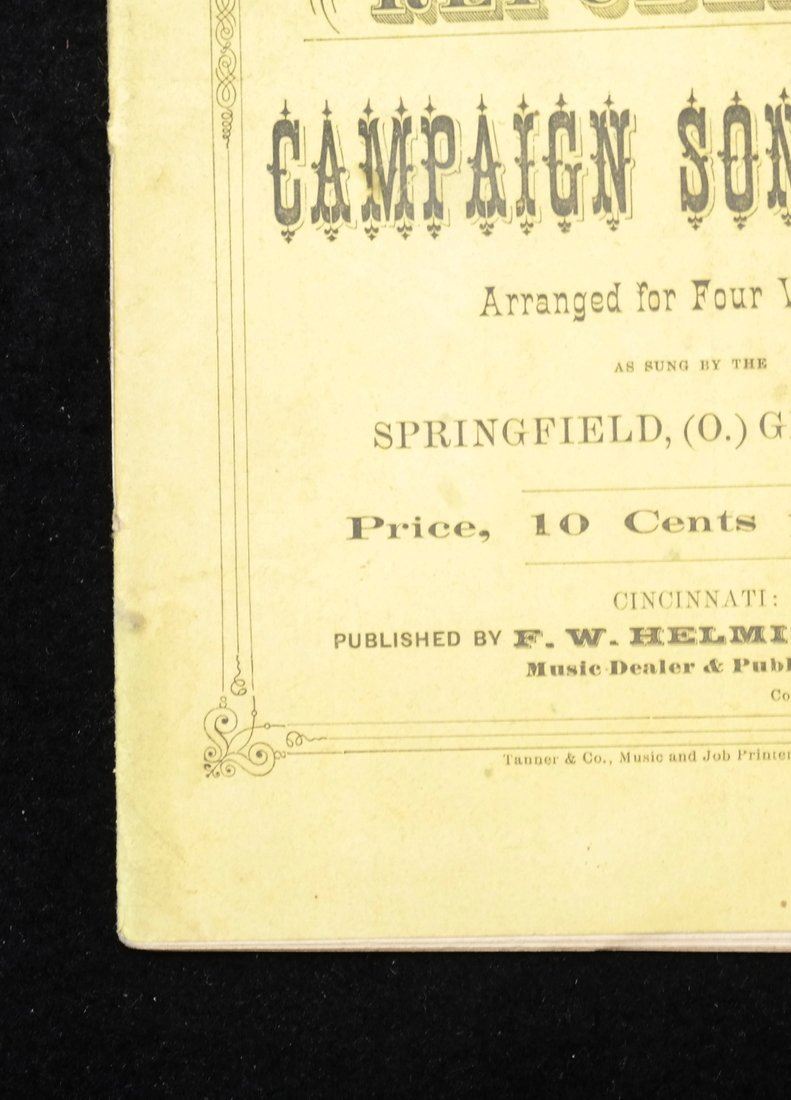 CAMPAIGN SON
Arranged for Four V
AS SUNG BY THE
SPRINGFIELD, (O.) G
Price, 10 Cents
CINCINNATI:
PUBLISHED BY F. W. HELMI
Music Dealer & Publ
Co
Tanner & Co., Music and Job Printer